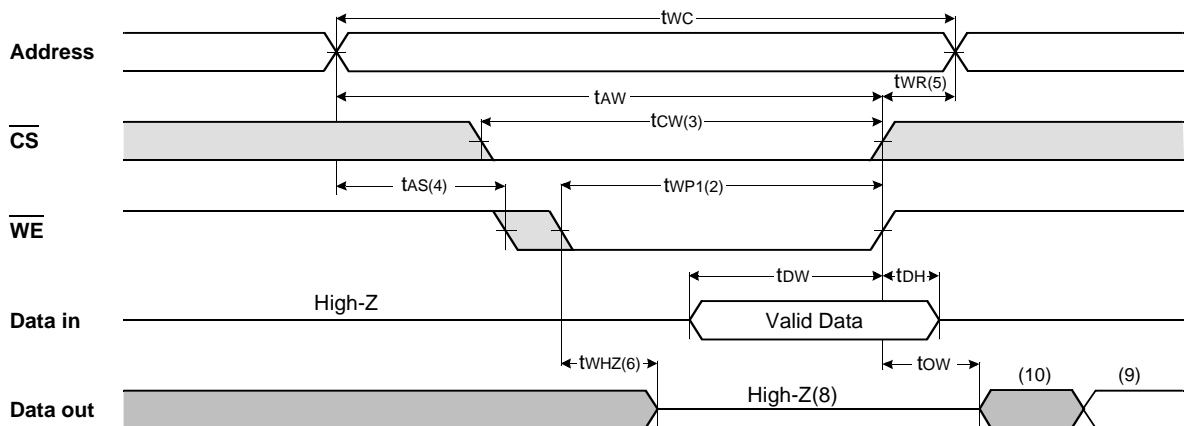 tWC
Address
tAW
tWR(5)
tCW(3)
CS
tAS(4)
tWP1(2)
WE
tDW
tDH
High-Z
Data in
Valid Data
tWHZ(6)
tOW
High-Z(8)
(10)
(9)
Data out